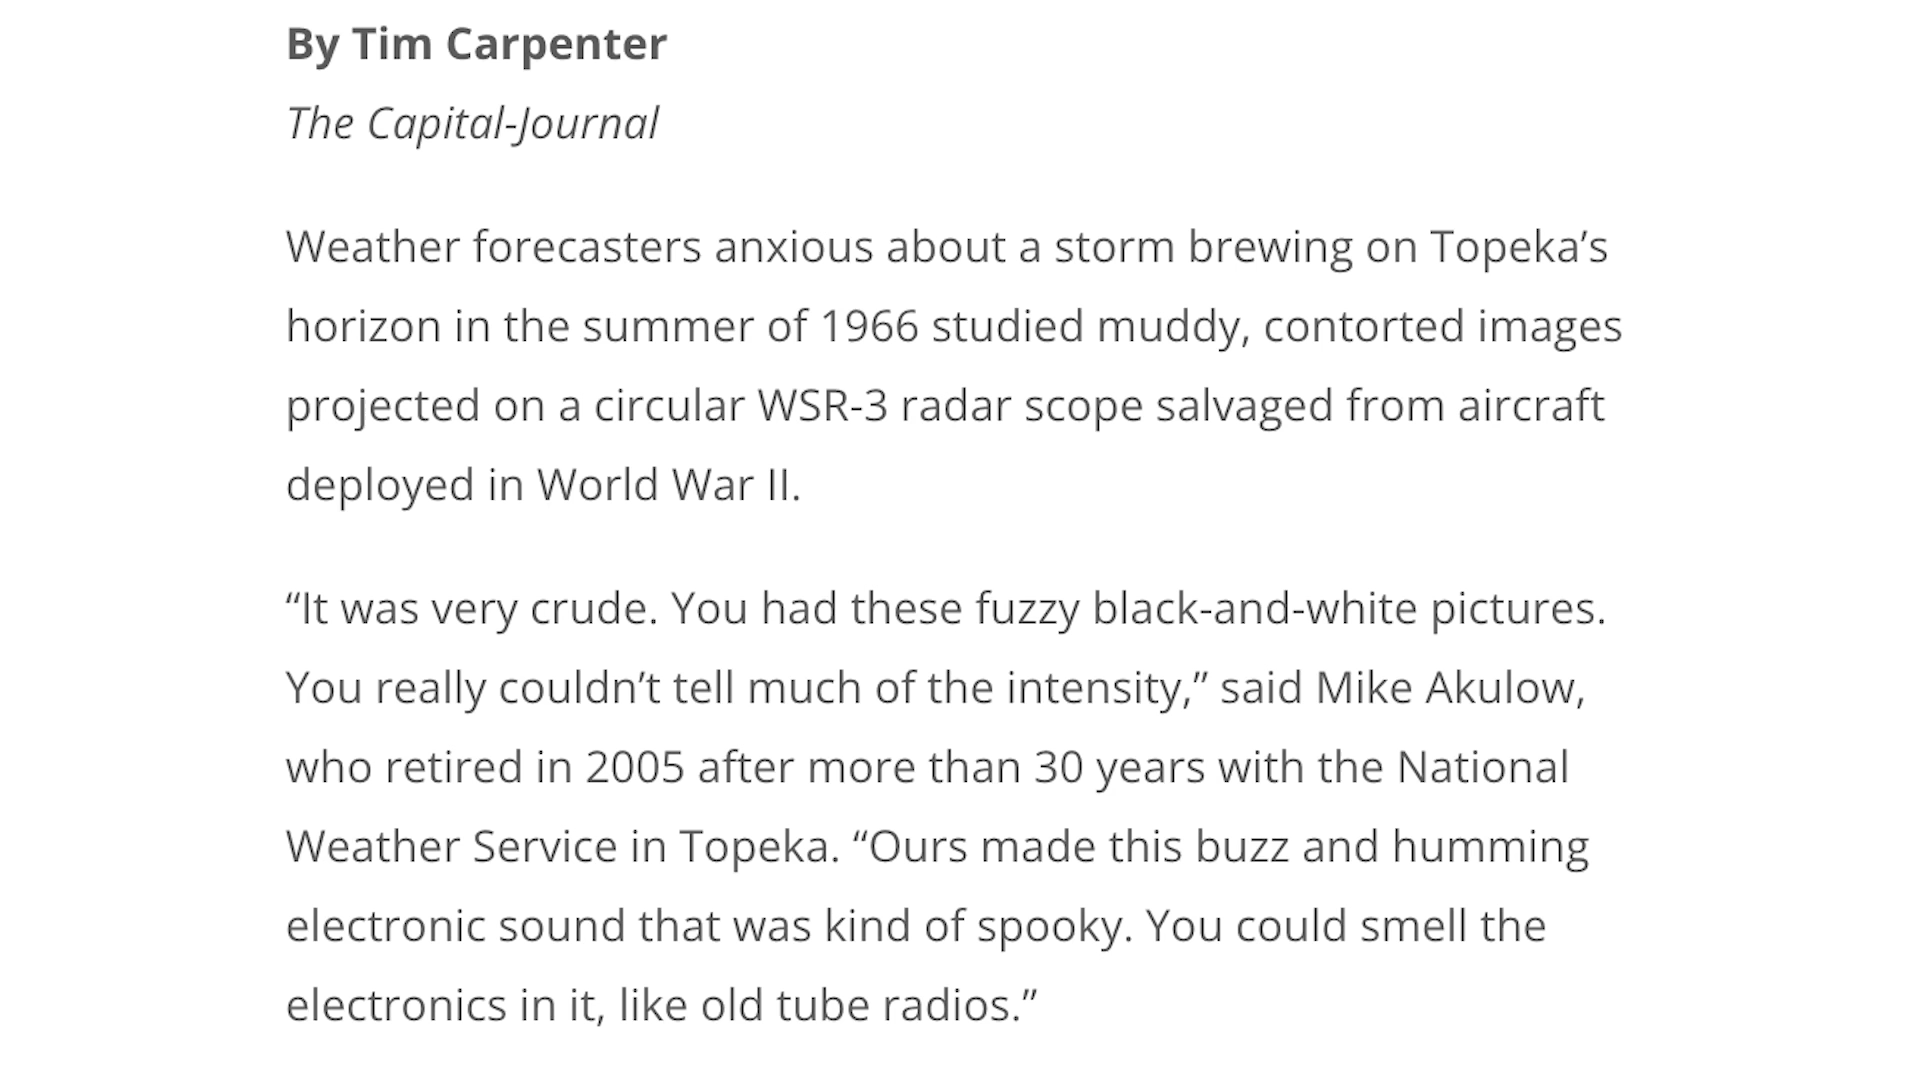 By Tim Carpenter
The Capital-Journal
Weather forecasters anxious about a storm brewing on Topeka’s
horizon in the summer of 1966 studied muddy, contorted images
projected on a circular WSR-3 radar scope salvaged from aircraft
deployed in World War II.
“It was very crude. You had these fuzzy black-and-white pictures.
You really couldn’t tell much of the intensity,” said Mike Akulow,
who retired in 2005 after more than 30 years with the National
Weather Service in Topeka. “Ours made this buzz and humming
electronic sound that was kind of spooky. You could smell the
electronics in it, like old tube radios.”